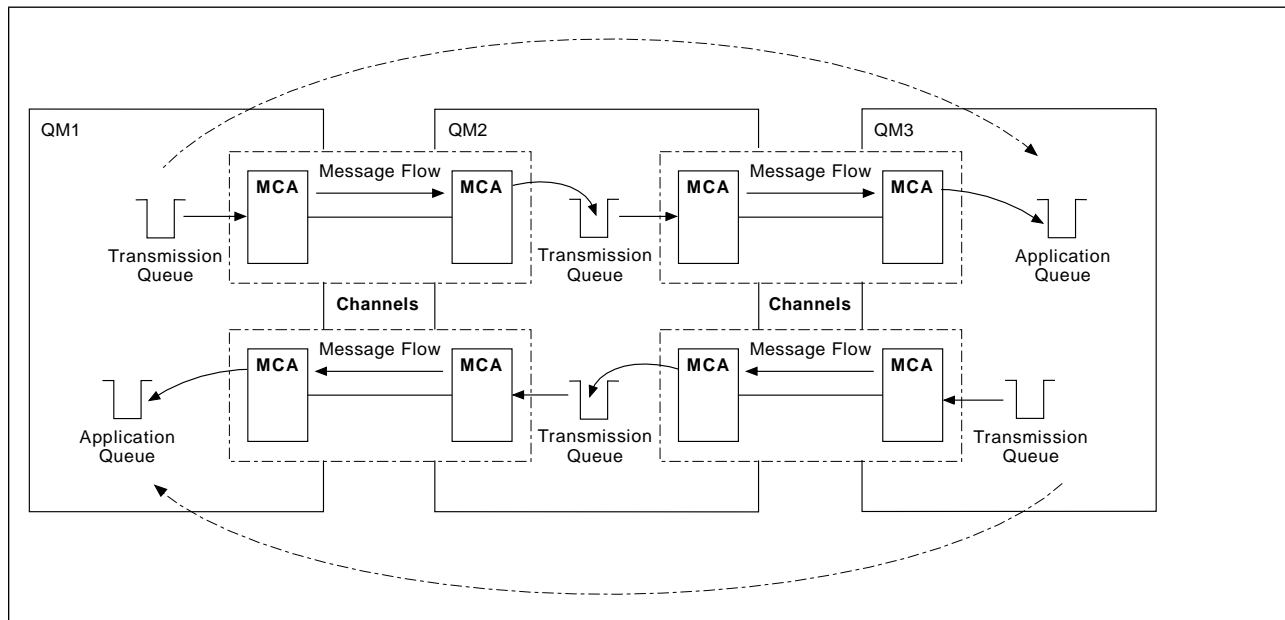 QM1
QM2
QM3
MCA
Message Flow
MCA
MCA
Message Flow
MCA
Transmission
Queue
Transmission
Queue
Application
Queue
Channels
Channels
MCA
Message Flow
MCA
MCA
Message Flow
MCA
Application
Queue
Transmission
Queue
Transmission
Queue